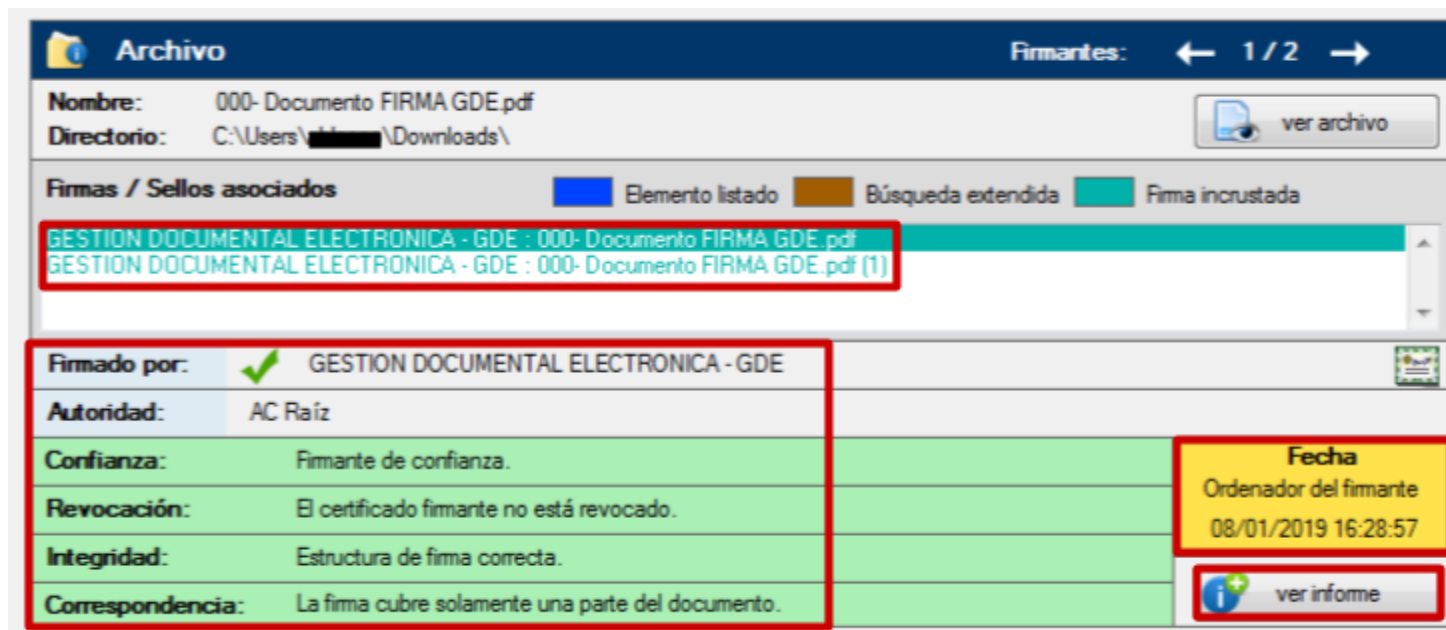 Archivo Firmantes: 1 / 2
Nombre: 000- Documento FIRMA GDE.pdf
ver archivo
Directorio: C:\Users\ \Downloads\
Firmas / Sellos asociados Elemento listado Búsqueda extendida Firma incrustada
GESTION DOCUMENTAL ELECTRONICA - GDE : 000- Documento FIRMA GDE.pdf
GESTION DOCUMENTAL ELECTRONICA - GDE : 000- Documento FIRMA GDE.pdf (1)
Firmado por: GESTION DOCUMENTAL ELECTRONICA - GDE
Autoridad: AC Raíz
Confianza: Firmante de confianza.
Revocación: El certificado firmante no está revocado.
Integridad: Estructura de firma correcta.
Correspondencia: La firma cubre solamente una parte del documento.
Fecha
Ordenador del firmante
08/01/2019 16:28:57
ver informe